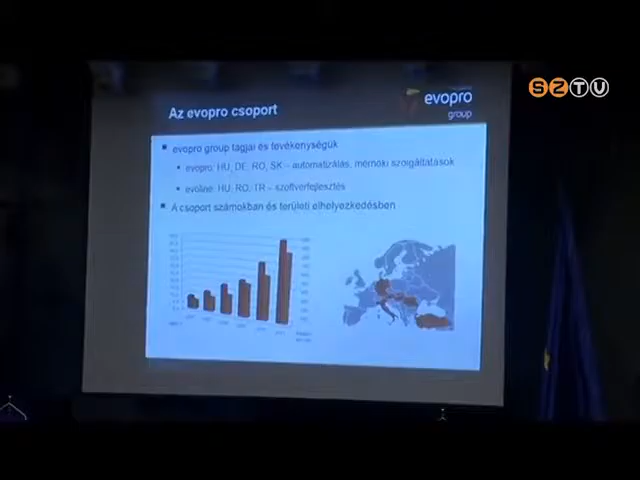 SZTV
Az evopro csoport
evopro
group
evopro group tagjai és tevékenységük
evopro: HU, DE, RO, SK – automatizálás, mérnöki szolgáltatások
evoline: HU, RO, TR – szoftverfejlesztés
A csoport számokban és területi elhelyezkedésben